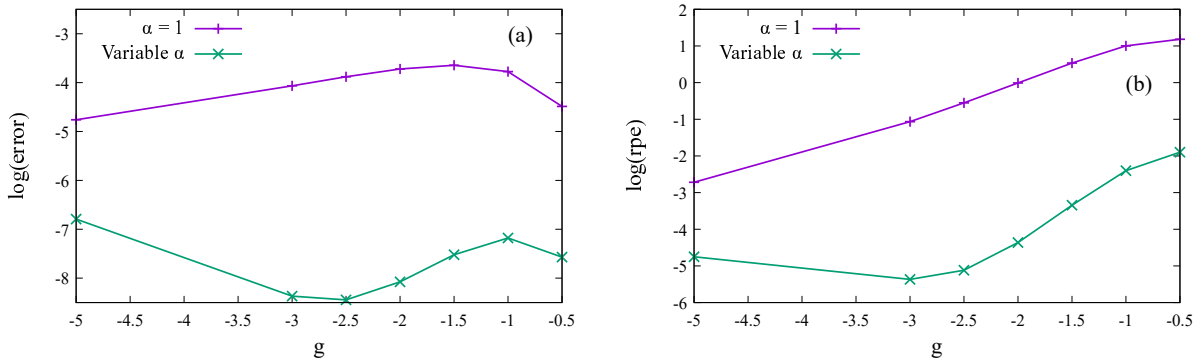 α = 1
Variable α
(a)
log(error)
-3
-4
-5
-6
-7
-8
-5 -4.5 -4 -3.5 -3 -2.5 -2 -1.5 -1 -0.5
g
α = 1
Variable α
(b)
log(rpe)
2
1
0
-1
-2
-3
-4
-5
-6
-5 -4.5 -4 -3.5 -3 -2.5 -2 -1.5 -1 -0.5
g